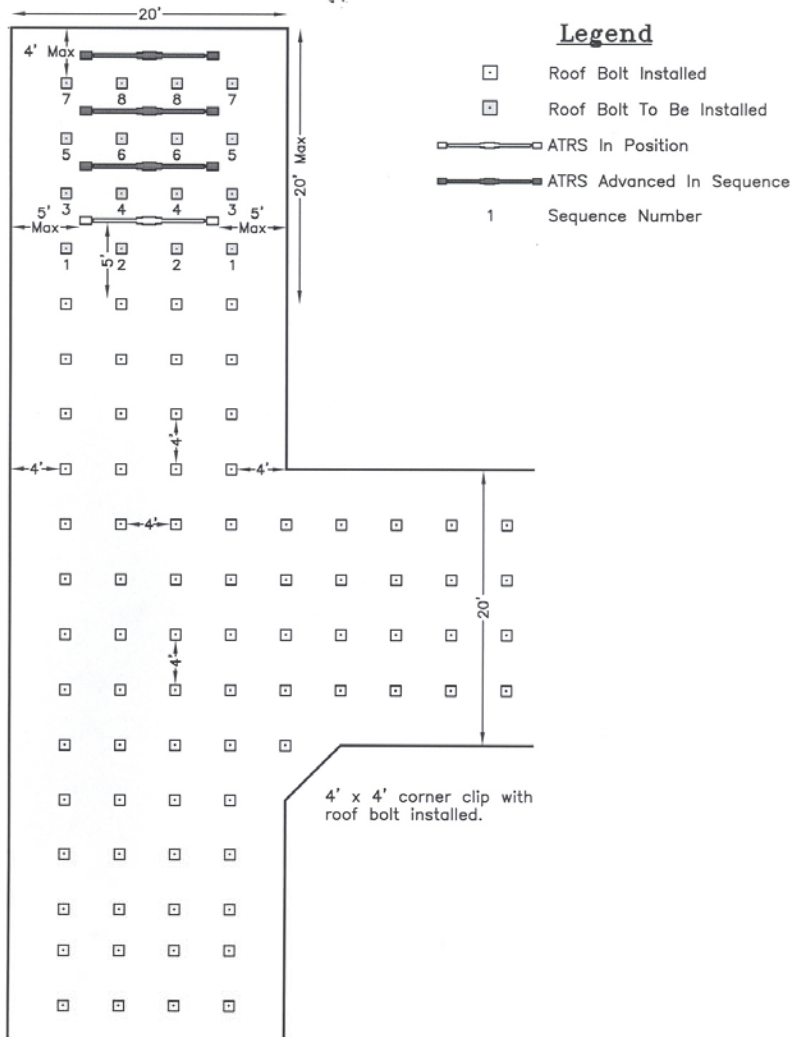 20'
4' Max
7 8 8 7
5 6 6 5
20' Max
3 4 4 3
5' Max
5' Max
1 2 2 1
5'
4'
4'
4'
4'
20'
4'
4' x 4' corner clip with
roof bolt installed.
Legend
Roof Bolt Installed
Roof Bolt To Be Installed
ATRS In Position
ATRS Advanced In Sequence
1 Sequence Number